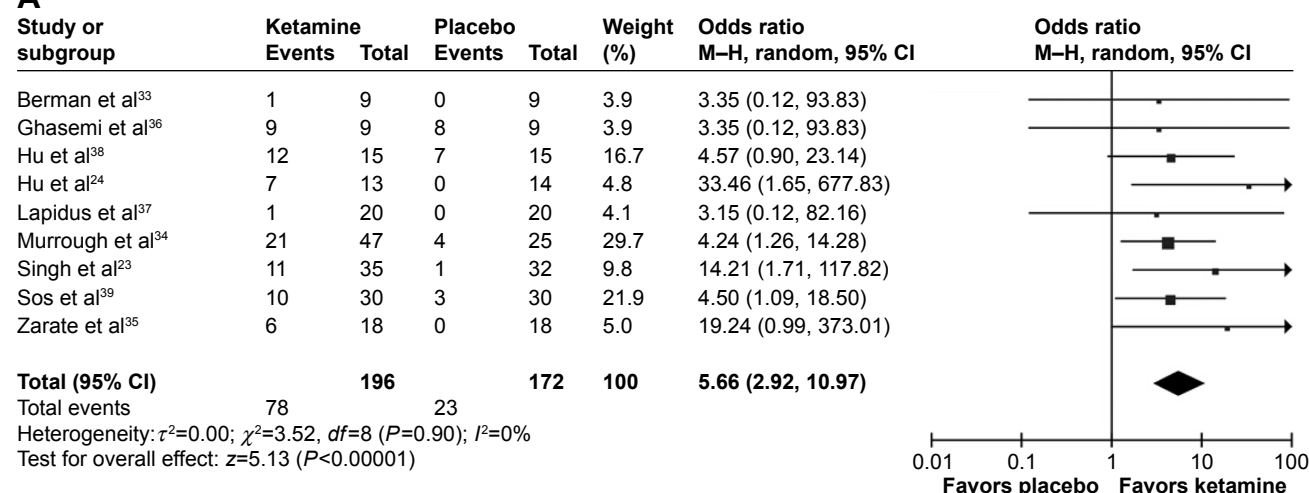 A
Study or Ketamine Placebo Weight Odds ratio Odds ratio
subgroup Events Total Events Total (%) M–H, random, 95% CI M–H, random, 95% CI
Berman et al³³ 1 9 0 9 3.9 3.35 (0.12, 93.83)
Ghasemi et al³⁶ 9 9 8 9 3.9 3.35 (0.12, 93.83)
Hu et al³⁸ 12 15 7 15 16.7 4.57 (0.90, 23.14)
Hu et al²⁴ 7 13 0 14 4.8 33.46 (1.65, 677.83)
Lapidus et al³⁷ 1 20 0 20 4.1 3.15 (0.12, 82.16)
Murrough et al³⁴ 21 47 4 25 29.7 4.24 (1.26, 14.28)
Singh et al²³ 11 35 1 32 9.8 14.21 (1.71, 117.82)
Sos et al³⁹ 10 30 3 30 21.9 4.50 (1.09, 18.50)
Zarate et al³⁵ 6 18 0 18 5.0 19.24 (0.99, 373.01)
Total (95% CI) 196 172 100 5.66 (2.92, 10.97)
Total events 78 23
Heterogeneity: τ²=0.00; χ²=3.52, df=8 (P=0.90); I²=0%
Test for overall effect: z=5.13 (P<0.00001)
0.01 0.1 1 10 100
Favors placebo Favors ketamine